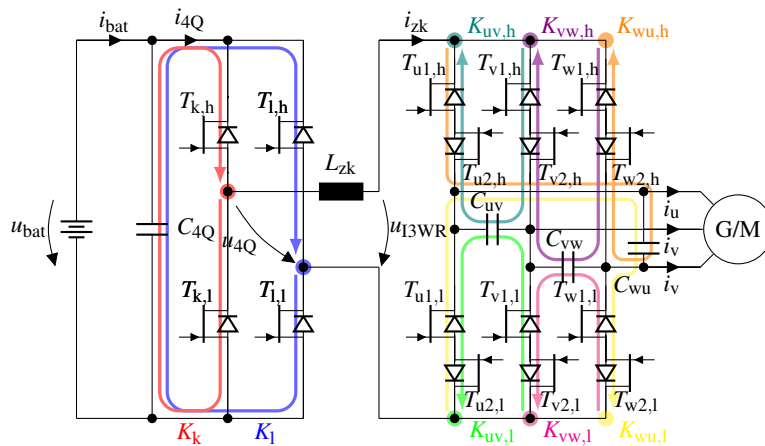 i_bat i_4Q i_zk K_uv,h K_vw,h K_wu,h
T_u1,h T_v1,h T_w1,h
T_k,h T_l,h
L_zk T_u2,h T_v2,h T_w2,h
u_bat C_4Q u_4Q u_I3WR C_uv i_u G/M
C_vw i_v
T_k,l T_l,l T_u1,l T_v1,l T_w1,l C_wu i_v
T_u2,l T_v2,l T_w2,l
K_k K_l K_uv,l K_vw,l K_wu,l